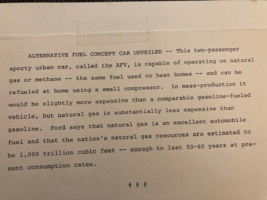 ALTERNATIVE FUEL CONCEPT CAR UNVEILED -- This two-passenger
sporty urban car, called the AFV, is capable of operating on natural
gas or methane -- the same fuel used to heat homes -- and can be
refueled at home using a small compressor. In mass-production it
would be slightly more expensive than a comparable gasoline-fueled
vehicle, but natural gas is substantially less expensive than
gasoline. Ford says that natural gas is an excellent automobile
fuel and that the nation's natural gas resources are estimated to
be 1,000 trillion cubic feet -- enough to last 50-60 years at pre-
sent consumption rates.